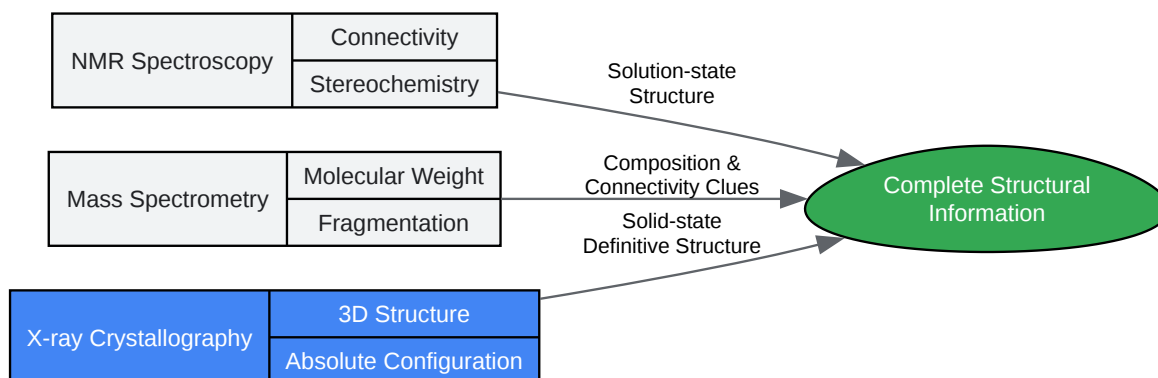 NMR Spectroscopy
Connectivity
Stereochemistry
Solution-state
Structure
Mass Spectrometry
Molecular Weight
Fragmentation
Composition &
Connectivity Clues
X-ray Crystallography
3D Structure
Absolute Configuration
Solid-state
Definitive Structure
Complete Structural
Information